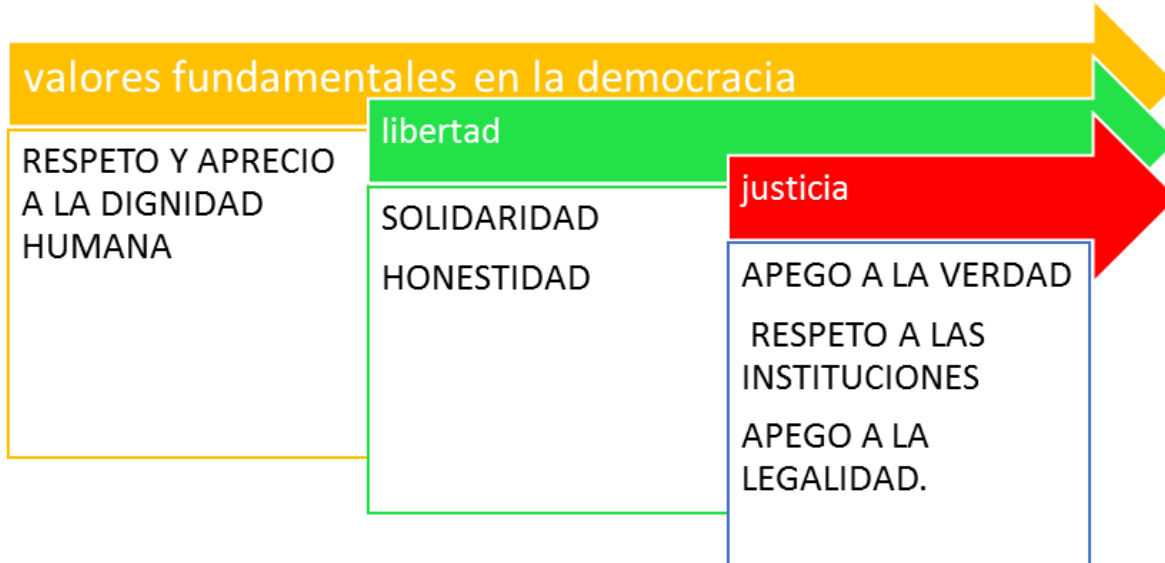 valores fundamentales en la democracia
RESPETO Y APRECIO
A LA DIGNIDAD
HUMANA
libertad
SOLIDARIDAD
HONESTIDAD
justicia
APEGO A LA VERDAD
RESPETO A LAS
INSTITUCIONES
APEGO A LA
LEGALIDAD.